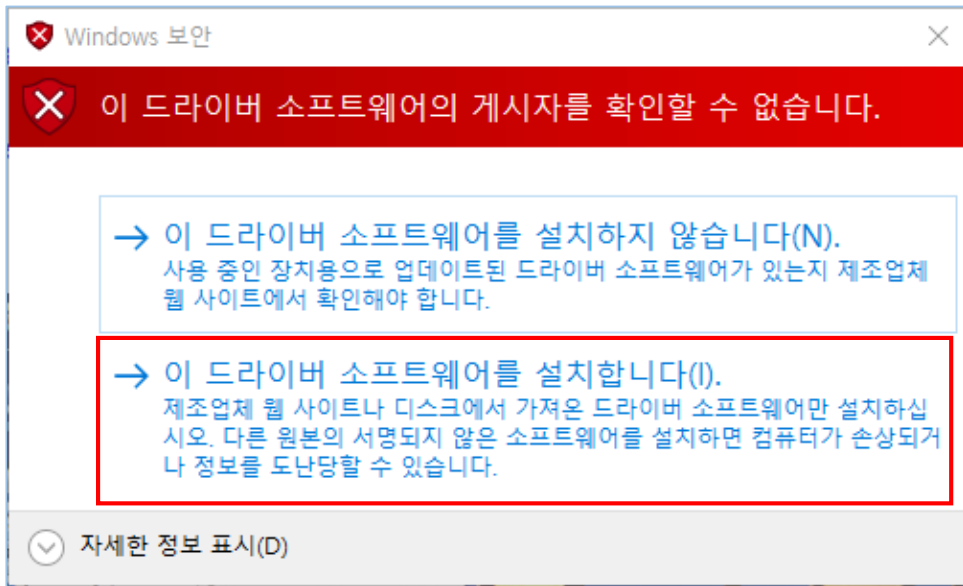 Windows 보안
이 드라이버 소프트웨어의 게시자를 확인할 수 없습니다.
→ 이 드라이버 소프트웨어를 설치하지 않습니다(N).
사용 중인 장치용으로 업데이트된 드라이버 소프트웨어가 있는지 제조업체
웹 사이트에서 확인해야 합니다.
→ 이 드라이버 소프트웨어를 설치합니다(I).
제조업체 웹 사이트나 디스크에서 가져온 드라이버 소프트웨어만 설치하십
시오. 다른 원본의 서명되지 않은 소프트웨어를 설치하면 컴퓨터가 손상되거
나 정보를 도난당할 수 있습니다.
자세한 정보 표시(D)